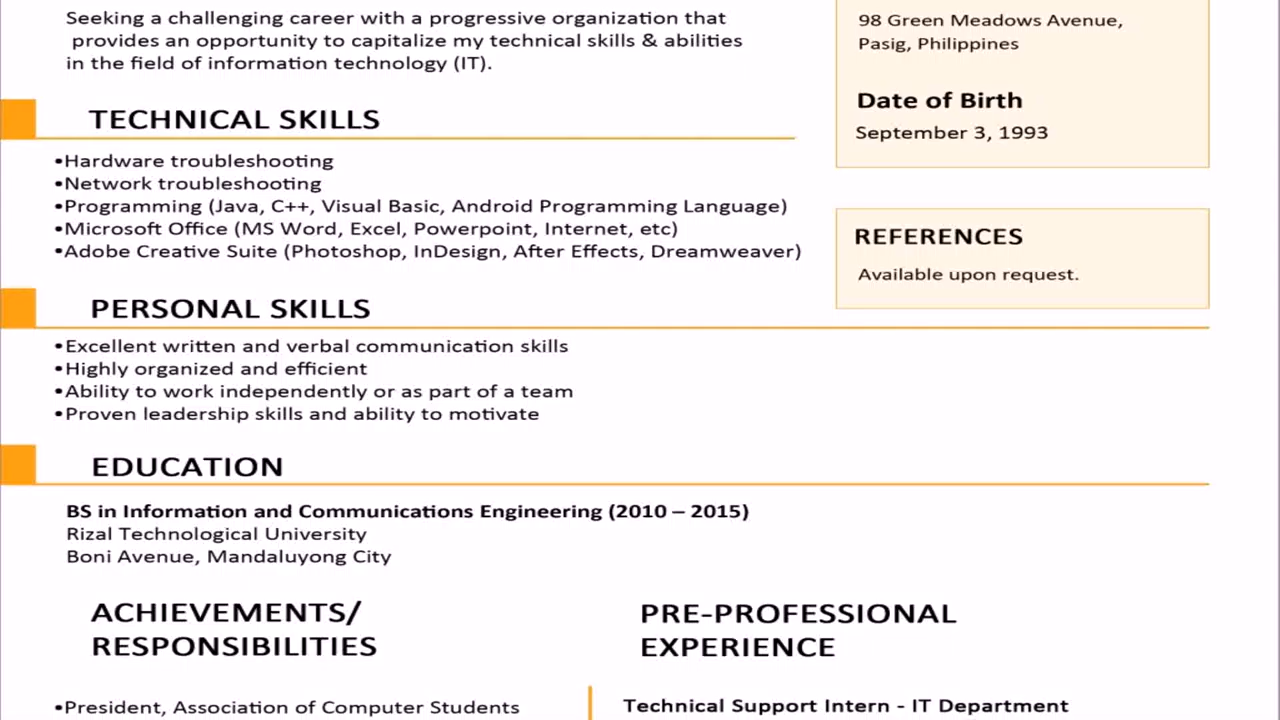 Seeking a challenging career with a progressive organization that
provides an opportunity to capitalize my technical skills & abilities
in the field of information technology (IT).
98 Green Meadows Avenue,
Pasig, Philippines
Date of Birth
September 3, 1993
TECHNICAL SKILLS
•Hardware troubleshooting
•Network troubleshooting
•Programming (Java, C++, Visual Basic, Android Programming Language)
•Microsoft Office (MS Word, Excel, Powerpoint, Internet, etc)
•Adobe Creative Suite (Photoshop, InDesign, After Effects, Dreamweaver)
REFERENCES
Available upon request.
PERSONAL SKILLS
•Excellent written and verbal communication skills
•Highly organized and efficient
•Ability to work independently or as part of a team
•Proven leadership skills and ability to motivate
EDUCATION
BS in Information and Communications Engineering (2010 – 2015)
Rizal Technological University
Boni Avenue, Mandaluyong City
ACHIEVEMENTS/
RESPONSIBILITIES
•President, Association of Computer Students
PRE-PROFESSIONAL
EXPERIENCE
Technical Support Intern - IT Department